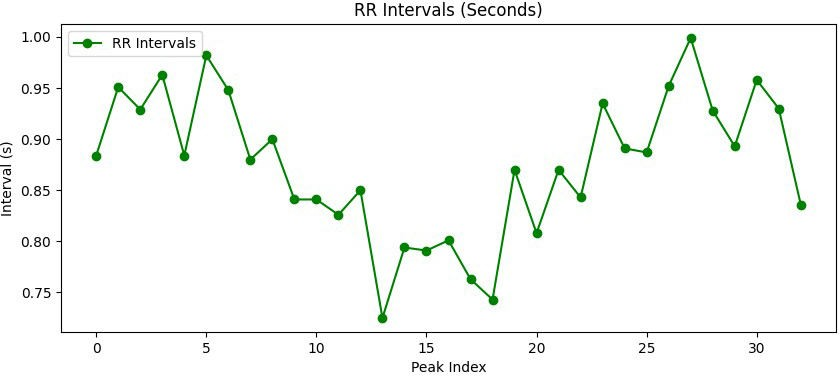 RR Intervals (Seconds)
RR Intervals
Interval (s)
1.00
0.95
0.90
0.85
0.80
0.75
0 5 10 15 20 25 30
Peak Index